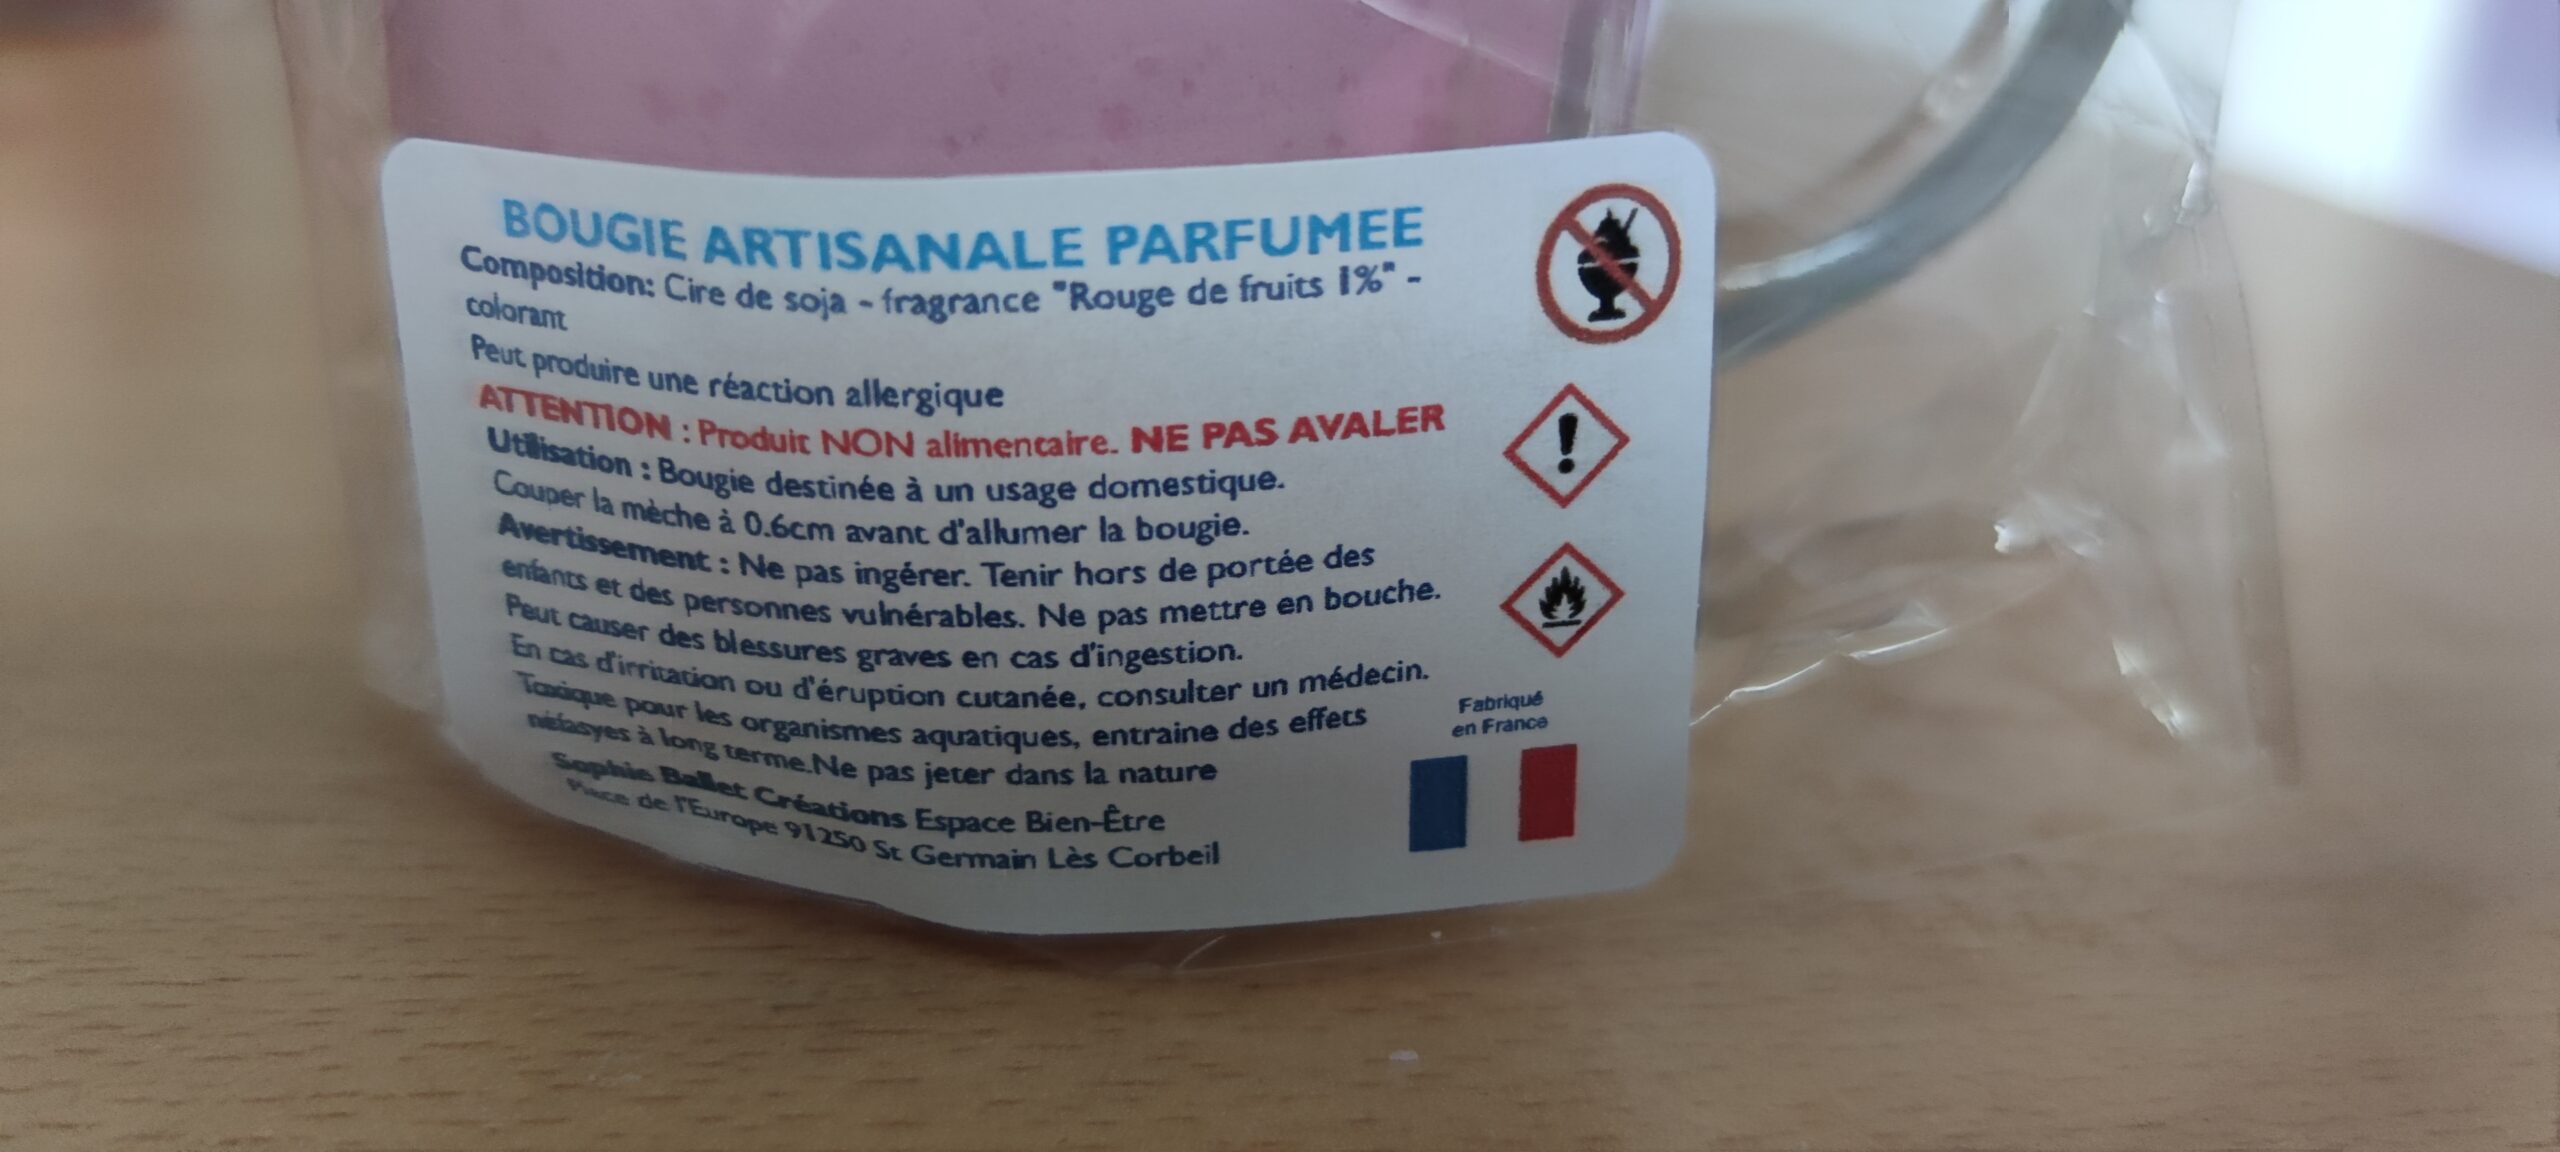 BOUGIE ARTISANALE PARFUMEE
Composition: Cire de soja - fragrance "Rouge de fruits 1%" -
colorant
Peut produire une réaction allergique
ATTENTION : Produit NON alimentaire. NE PAS AVALER
Utilisation : Bougie destinée à un usage domestique.
Couper la mèche à 0.6cm avant d'allumer la bougie.
Avertissement : Ne pas ingérer. Tenir hors de portée des
enfants et des personnes vulnérables. Ne pas mettre en bouche.
Peut causer des blessures graves en cas d'ingestion.
En cas d'irritation ou d'éruption cutanée, consulter un médecin.
Toxique pour les organismes aquatiques, entraine des effets
néfasyes à long terme.Ne pas jeter dans la nature
Sophie Ballet Créations Espace Bien-Être
Place de l'Europe 91250 St Germain Lès Corbeil
Fabriqué
en France